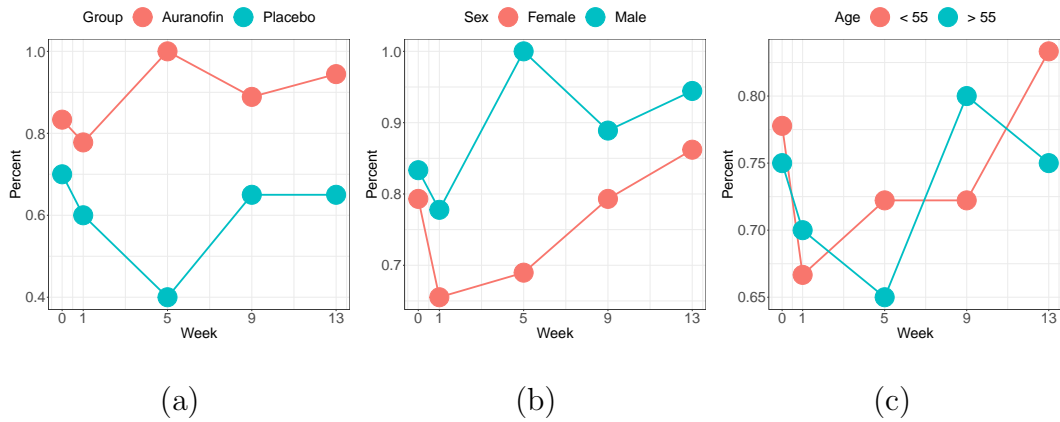 Group Auranofin Placebo
1.0
0.8
0.6
0.4
Percent
0 1 5 9 13
Week
(a)
Sex Female Male
1.0
0.9
0.8
0.7
Percent
0 1 5 9 13
Week
(b)
Age < 55 > 55
0.80
0.75
0.70
0.65
Percent
0 1 5 9 13
Week
(c)